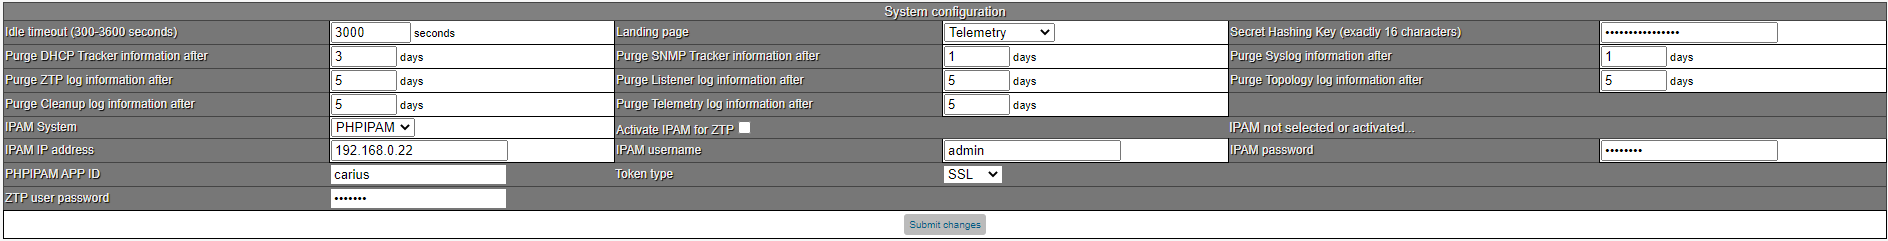 System configuration
Idle timeout (300-3600 seconds) 3000 seconds Landing page Telemetry Secret Hashing Key (exactly 16 characters) ••••••••••••••••
Purge DHCP Tracker information after 3 days Purge SNMP Tracker information after 1 days Purge Syslog information after 1 days
Purge ZTP log information after 5 days Purge Listener log information after 5 days Purge Topology log information after 5 days
Purge Cleanup log information after 5 days Purge Telemetry log information after 5 days
IPAM System PHPIPAM Activate IPAM for ZTP IPAM not selected or activated...
IPAM IP address 192.168.0.22 IPAM username admin IPAM password ••••••••
PHPIPAM APP ID carius Token type SSL
ZTP user password •••••••
Submit changes